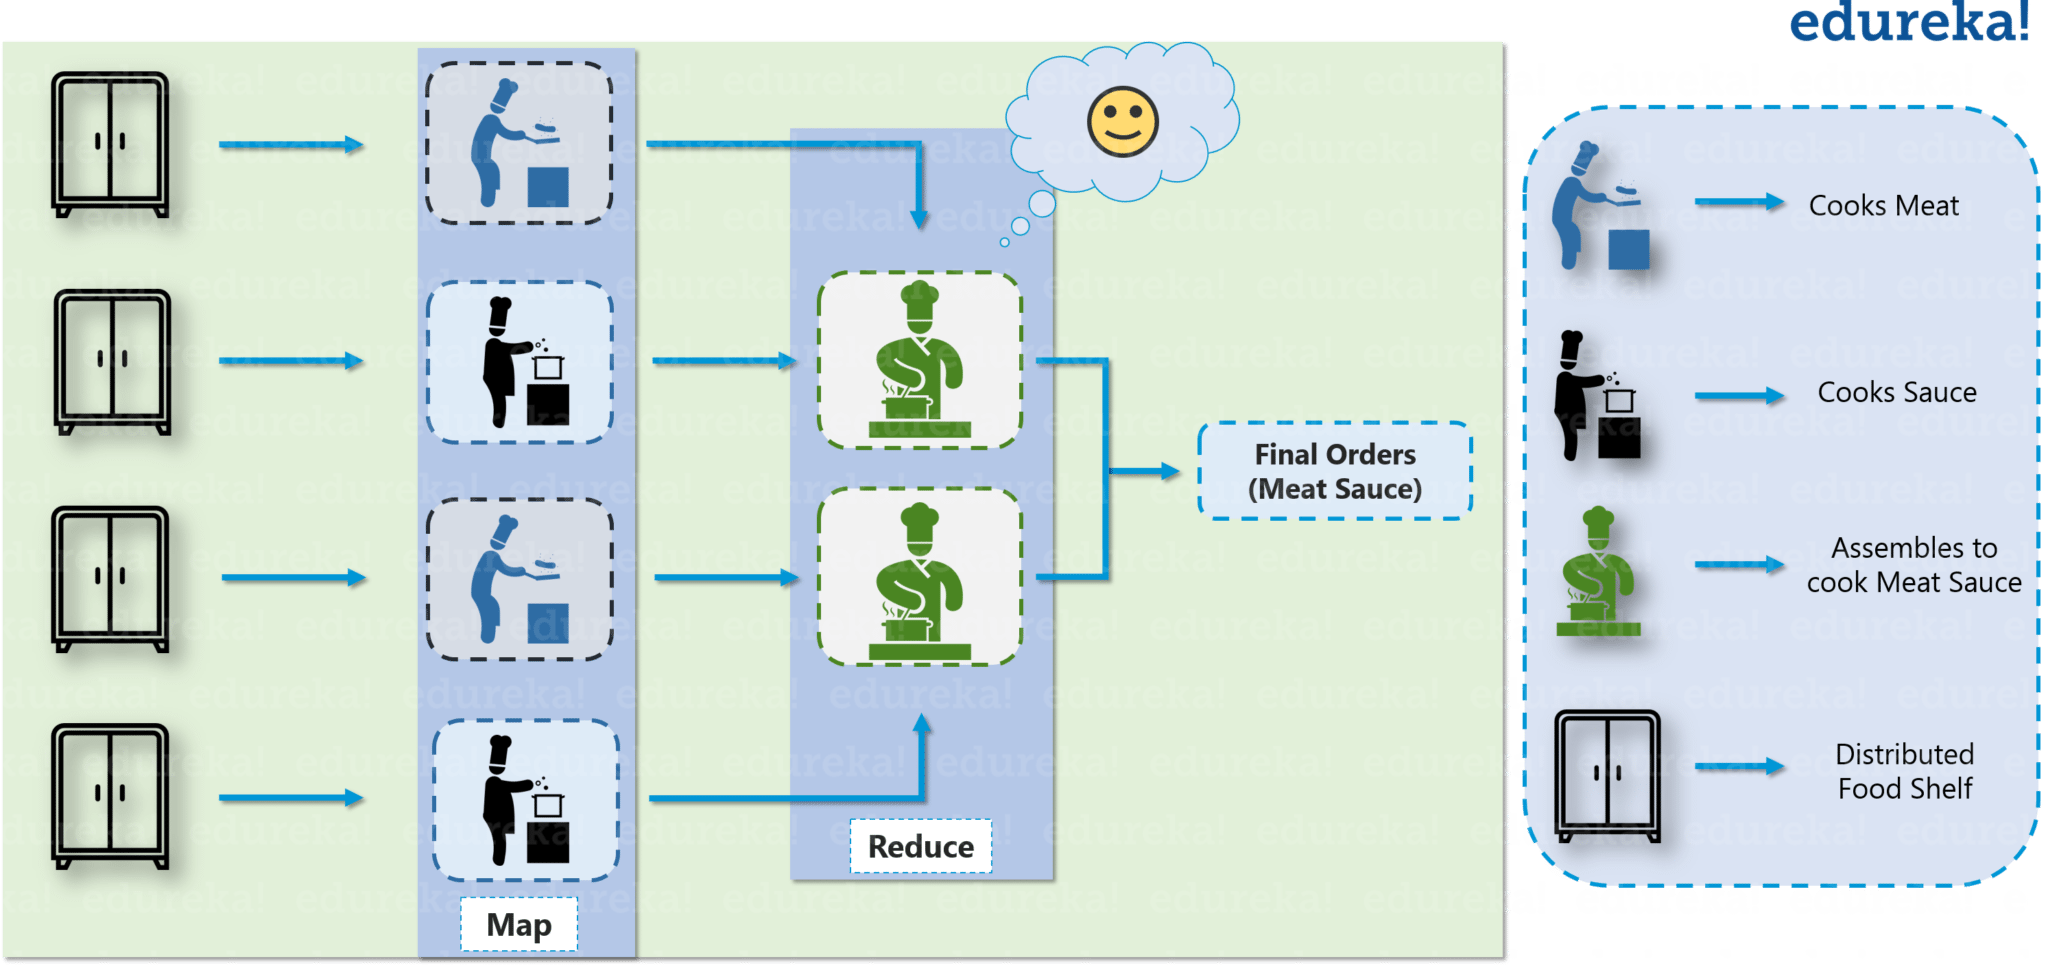 edureka!
Cooks Meat
Cooks Sauce
Final Orders
(Meat Sauce)
Assembles to
cook Meat Sauce
Distributed
Food Shelf
Reduce
Map